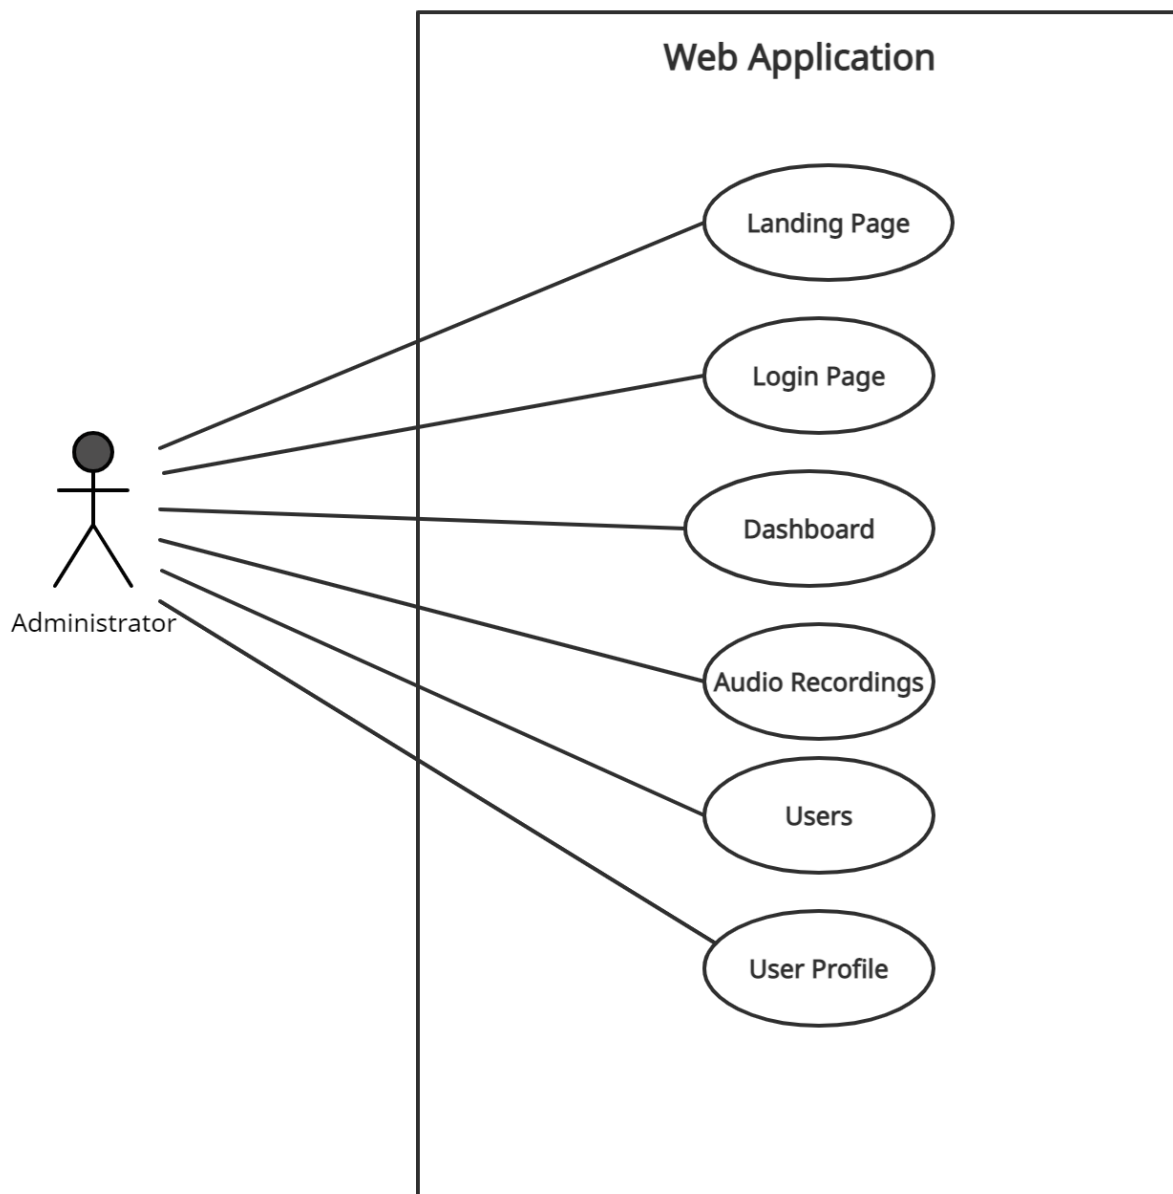 Web Application
Landing Page
Login Page
Dashboard
Administrator
Audio Recordings
Users
User Profile